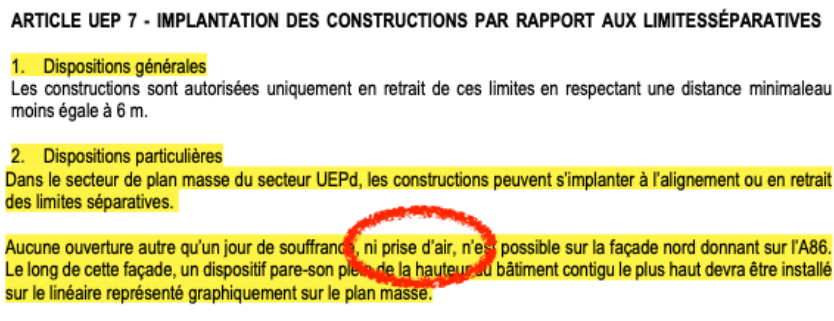 ARTICLE UEP 7 - IMPLANTATION DES CONSTRUCTIONS PAR RAPPORT AUX LIMITESSÉPARATIVES
1. Dispositions générales
Les constructions sont autorisées uniquement en retrait de ces limites en respectant une distance minimaleau
moins égale à 6 m.
2. Dispositions particulières
Dans le secteur de plan masse du secteur UEPd, les constructions peuvent s'implanter à l'alignement ou en retrait
des limites séparatives.
Aucune ouverture autre qu'un jour de souffrance, ni prise d'air, n'est possible sur la façade nord donnant sur l'A86.
Le long de cette façade, un dispositif pare-son plein de la hauteur du bâtiment contigu le plus haut devra être installé
sur le linéaire représenté graphiquement sur le plan masse.